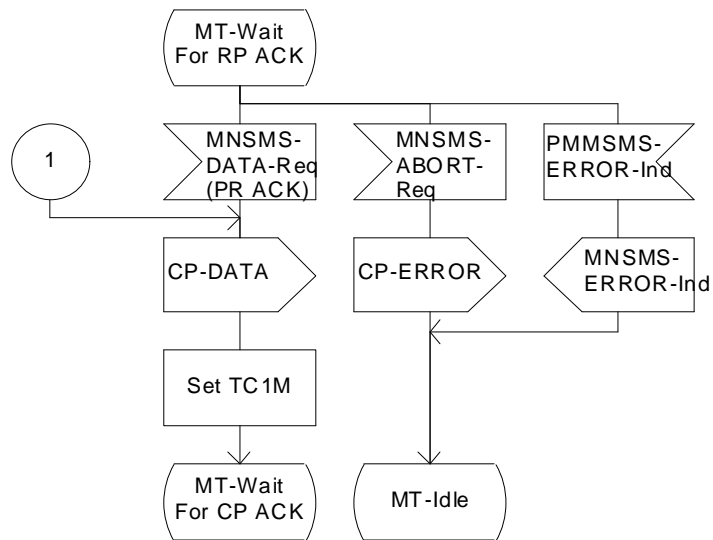 MT-Wait
For RP ACK
1
MNSMS-
DATA-Req
(PR ACK)
MNSMS-
ABORT-
Req
PMMSMS-
ERROR-Ind
CP-DATA
CP-ERROR
MNSMS-
ERROR-Ind
Set TC1M
MT-Wait
For CP ACK
MT-Idle